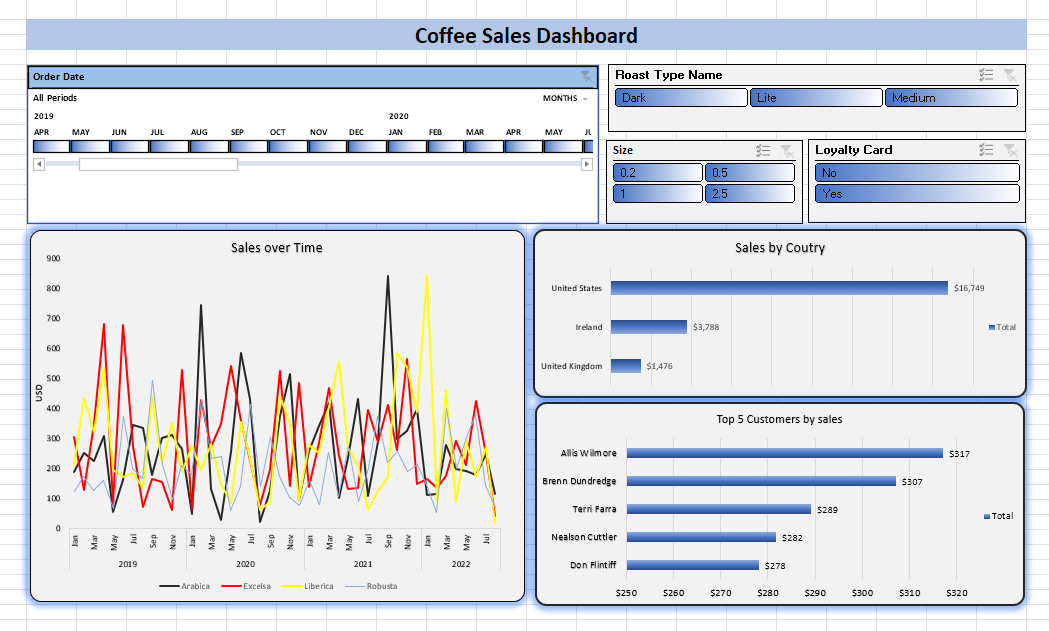 Coffee Sales Dashboard
Order Date
All Periods MONTHS
2019 2020
APR MAY JUN JUL AUG SEP OCT NOV DEC JAN FEB MAR APR MAY JU
Roast Type Name
Dark Lite Medium
Size
0.2 0.5
1 2.5
Loyalty Card
No
Yes
Sales over Time
900
800
700
600
500
400
300
200
100
0
USD
Jan Mar May Jul Sep Nov Jan Mar May Jul Sep Nov Jan Mar May Jul Sep Nov Jan Mar May Jul
2019 2020 2021 2022
Arabica Excelsa Liberica Robusta
Sales by Coutry
United States $16,749
Ireland $3,788
United Kingdom $1,476
Total
Top 5 Customers by sales
Allis Wilmore $317
Brenn Dundredge $307
Terri Farra $289
Nealson Cuttler $282
Don Flintiff $278
Total
$250 $260 $270 $280 $290 $300 $310 $320